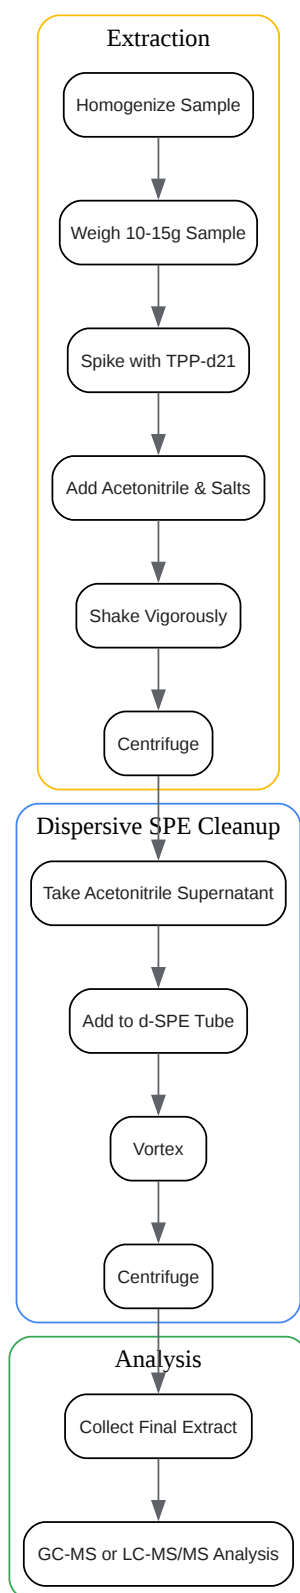 Extraction
Homogenize Sample
Weigh 10-15g Sample
Spike with TPP-d21
Add Acetonitrile & Salts
Shake Vigorously
Centrifuge
Dispersive SPE Cleanup
Take Acetonitrile Supernatant
Add to d-SPE Tube
Vortex
Centrifuge
Analysis
Collect Final Extract
GC-MS or LC-MS/MS Analysis